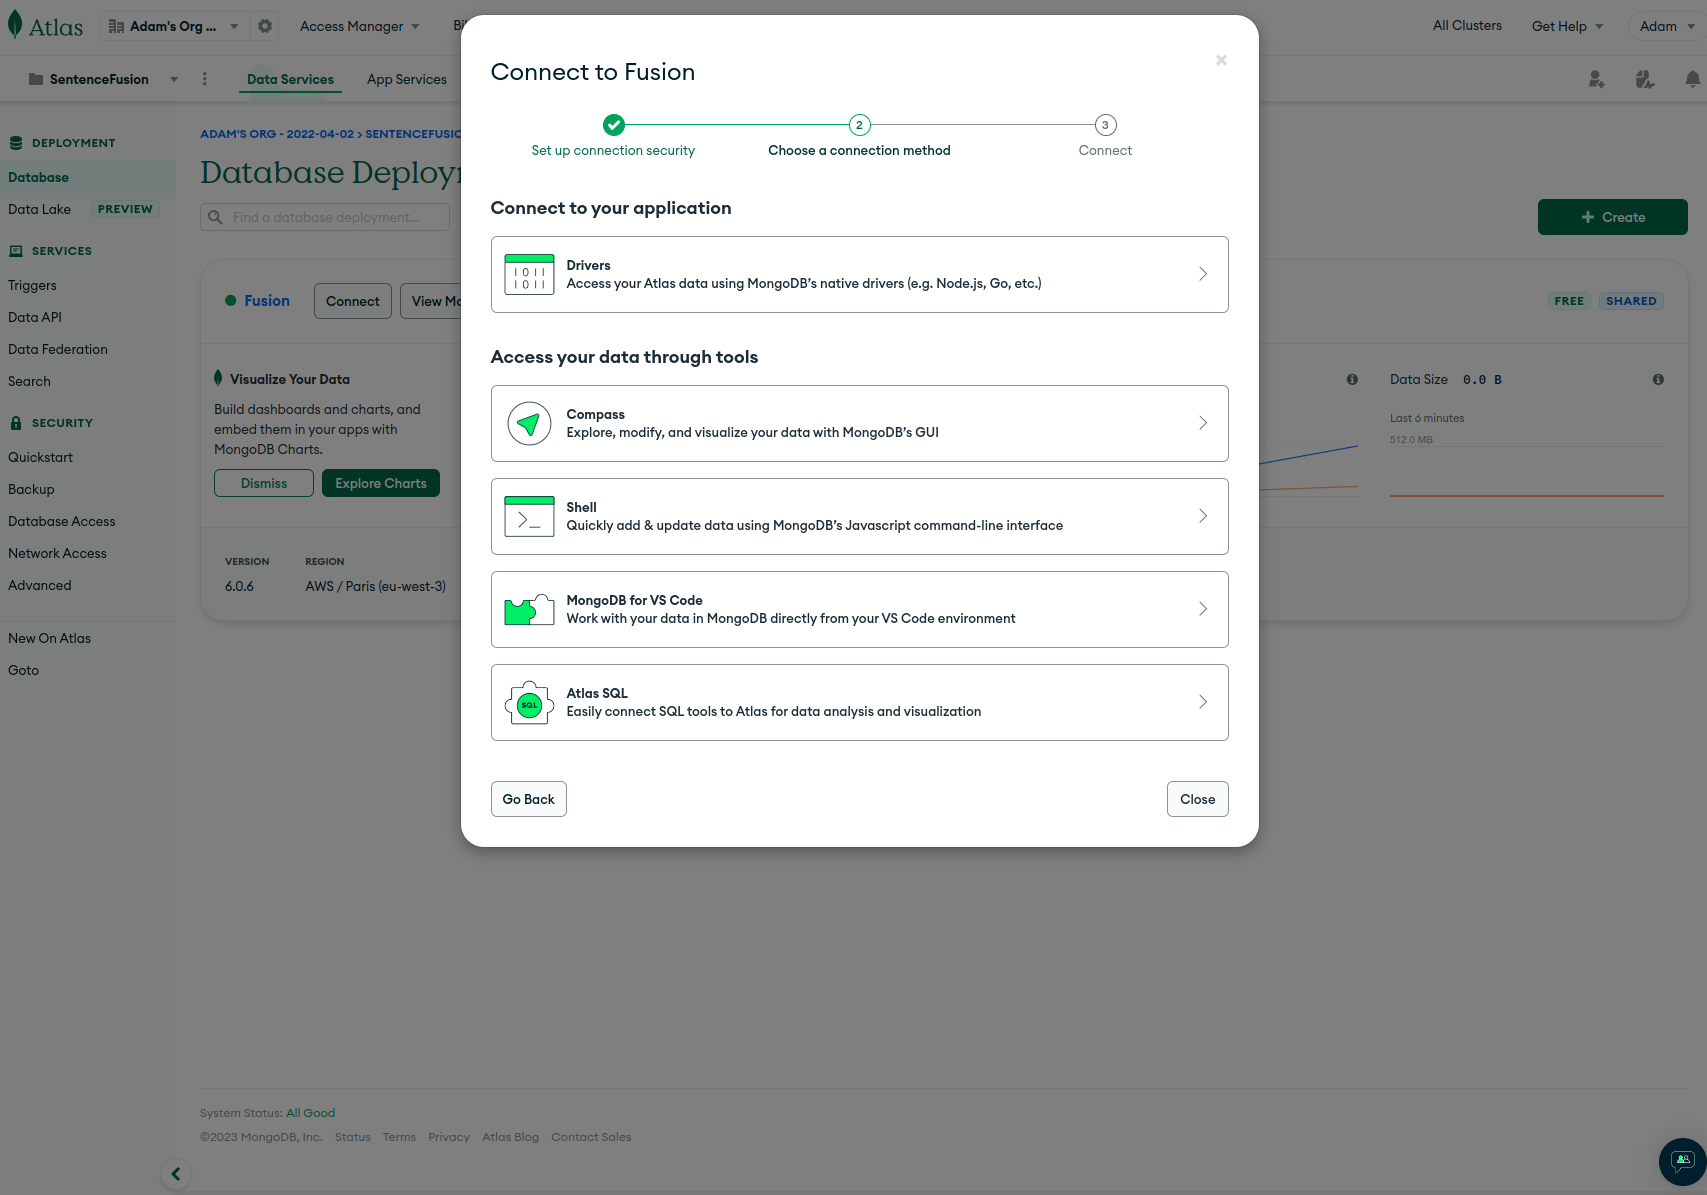 Atlas
Adam's Org ...
Access Manager
All Clusters
Get Help
Adam
SentenceFusion
Data Services
App Services
DEPLOYMENT
Database
Data Lake PREVIEW
SERVICES
Triggers
Data API
Data Federation
Search
SECURITY
Quickstart
Backup
Database Access
Network Access
Advanced
New On Atlas
Goto
ADAM'S ORG - 2022-04-02 > SENTENCEFUSIO
Database Deploy
Find a database deployment...
+ Create
Fusion
Connect
View Mo
FREE
SHARED
Visualize Your Data
Build dashboards and charts, and
embed them in your apps with
MongoDB Charts.
Dismiss
Explore Charts
Data Size 0.0 B
Last 6 minutes
512.0 MB
VERSION
6.0.6
REGION
AWS / Paris (eu-west-3)
Connect to Fusion
Set up connection security
2
Choose a connection method
3
Connect
Connect to your application
1011
1011
Drivers
Access your Atlas data using MongoDB's native drivers (e.g. Node.js, Go, etc.)
Access your data through tools
Compass
Explore, modify, and visualize your data with MongoDB's GUI
Shell
Quickly add & update data using MongoDB's Javascript command-line interface
MongoDB for VS Code
Work with your data in MongoDB directly from your VS Code environment
SQL
Atlas SQL
Easily connect SQL tools to Atlas for data analysis and visualization
Go Back
Close
System Status: All Good
©2023 MongoDB, Inc. Status Terms Privacy Atlas Blog Contact Sales